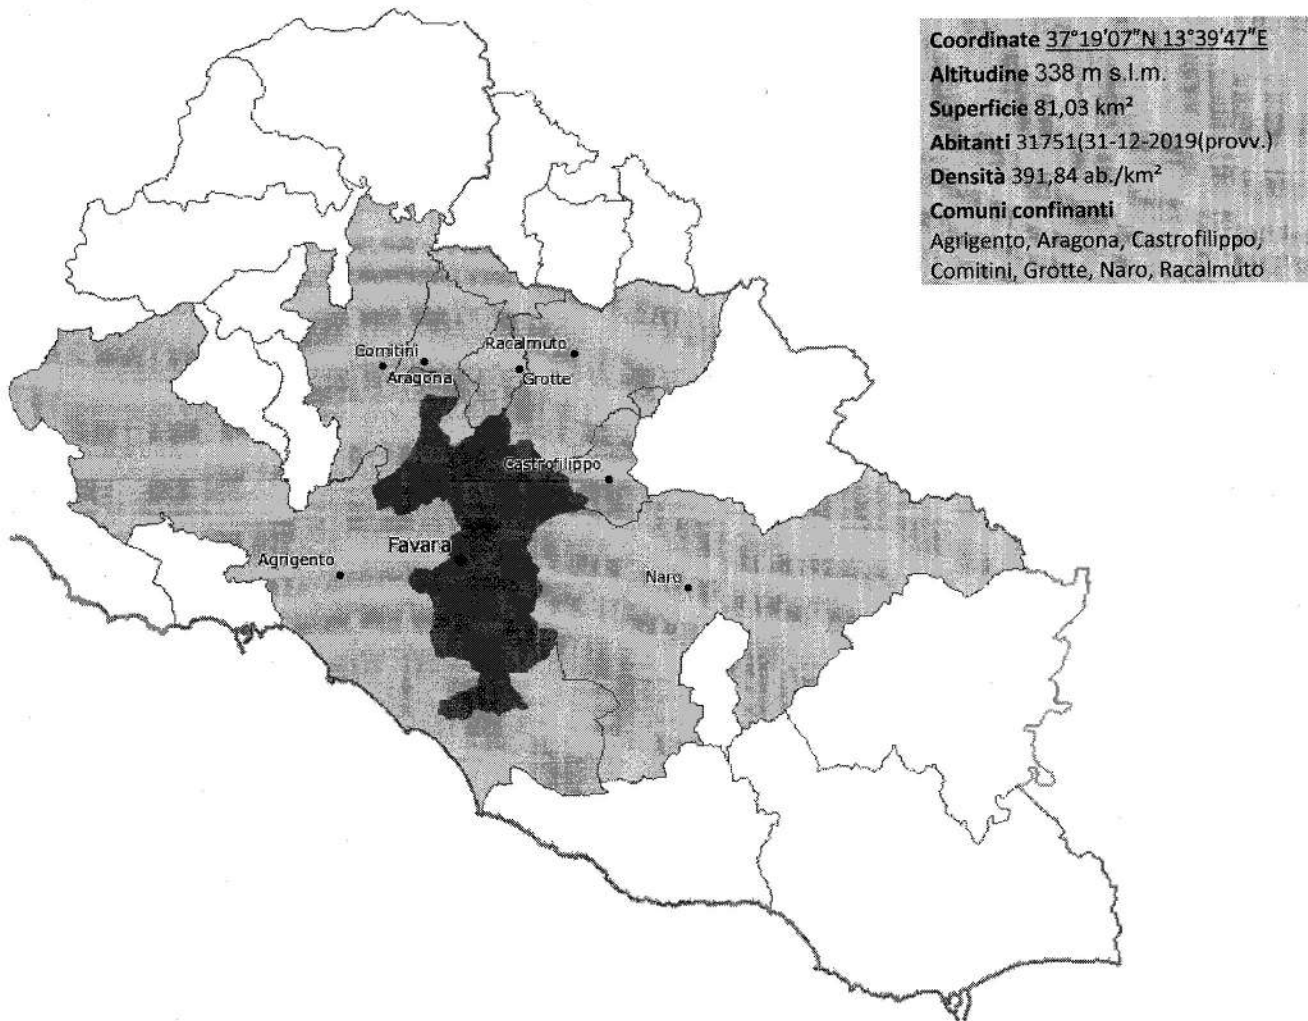 Coordinate 37°19′07″N 13°39′47″E
Altitudine 338 m s.l.m.
Superficie 81,03 km²
Abitanti 31751(31-12-2019(provv.)
Densità 391,84 ab./km²
Comuni confinanti
Agrigento, Aragona, Castrofilippo,
Comitini, Grotte, Naro, Racalmuto
Comitini
Racalmuto
Aragona
Grotte
Castrofilippo
Favara
Agrigento
Naro